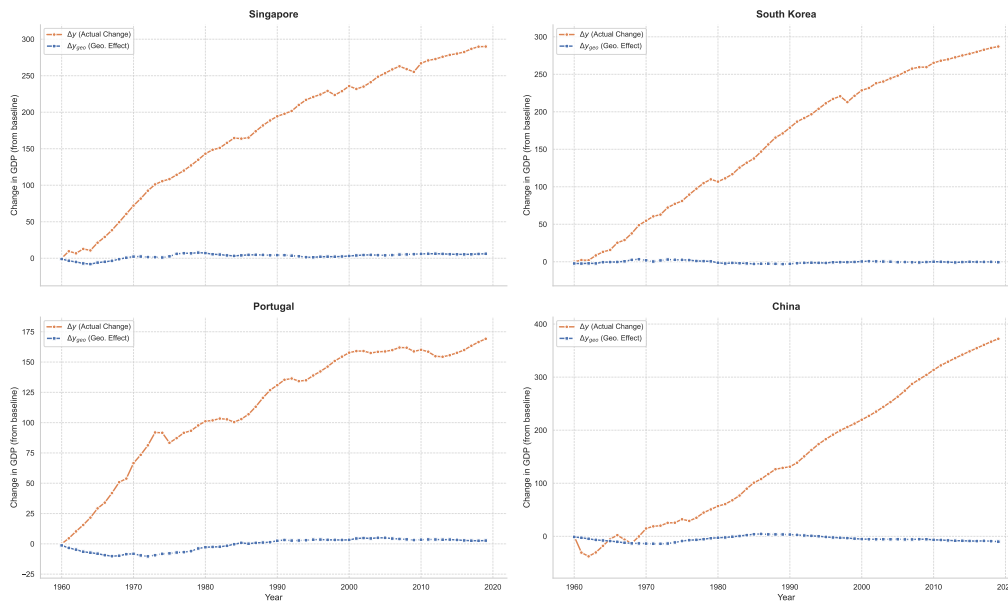 Singapore
Δy (Actual Change)
Δy_geo (Geo. Effect)
Change in GDP (from baseline)
300
250
200
150
100
50
0
South Korea
Δy (Actual Change)
Δy_geo (Geo. Effect)
Change in GDP (from baseline)
300
250
200
150
100
50
0
Portugal
Δy (Actual Change)
Δy_geo (Geo. Effect)
Change in GDP (from baseline)
175
150
125
100
75
50
25
0
−25
1960 1970 1980 1990 2000 2010 2020
Year
China
Δy (Actual Change)
Δy_geo (Geo. Effect)
Change in GDP (from baseline)
400
300
200
100
0
1960 1970 1980 1990 2000 2010
Year